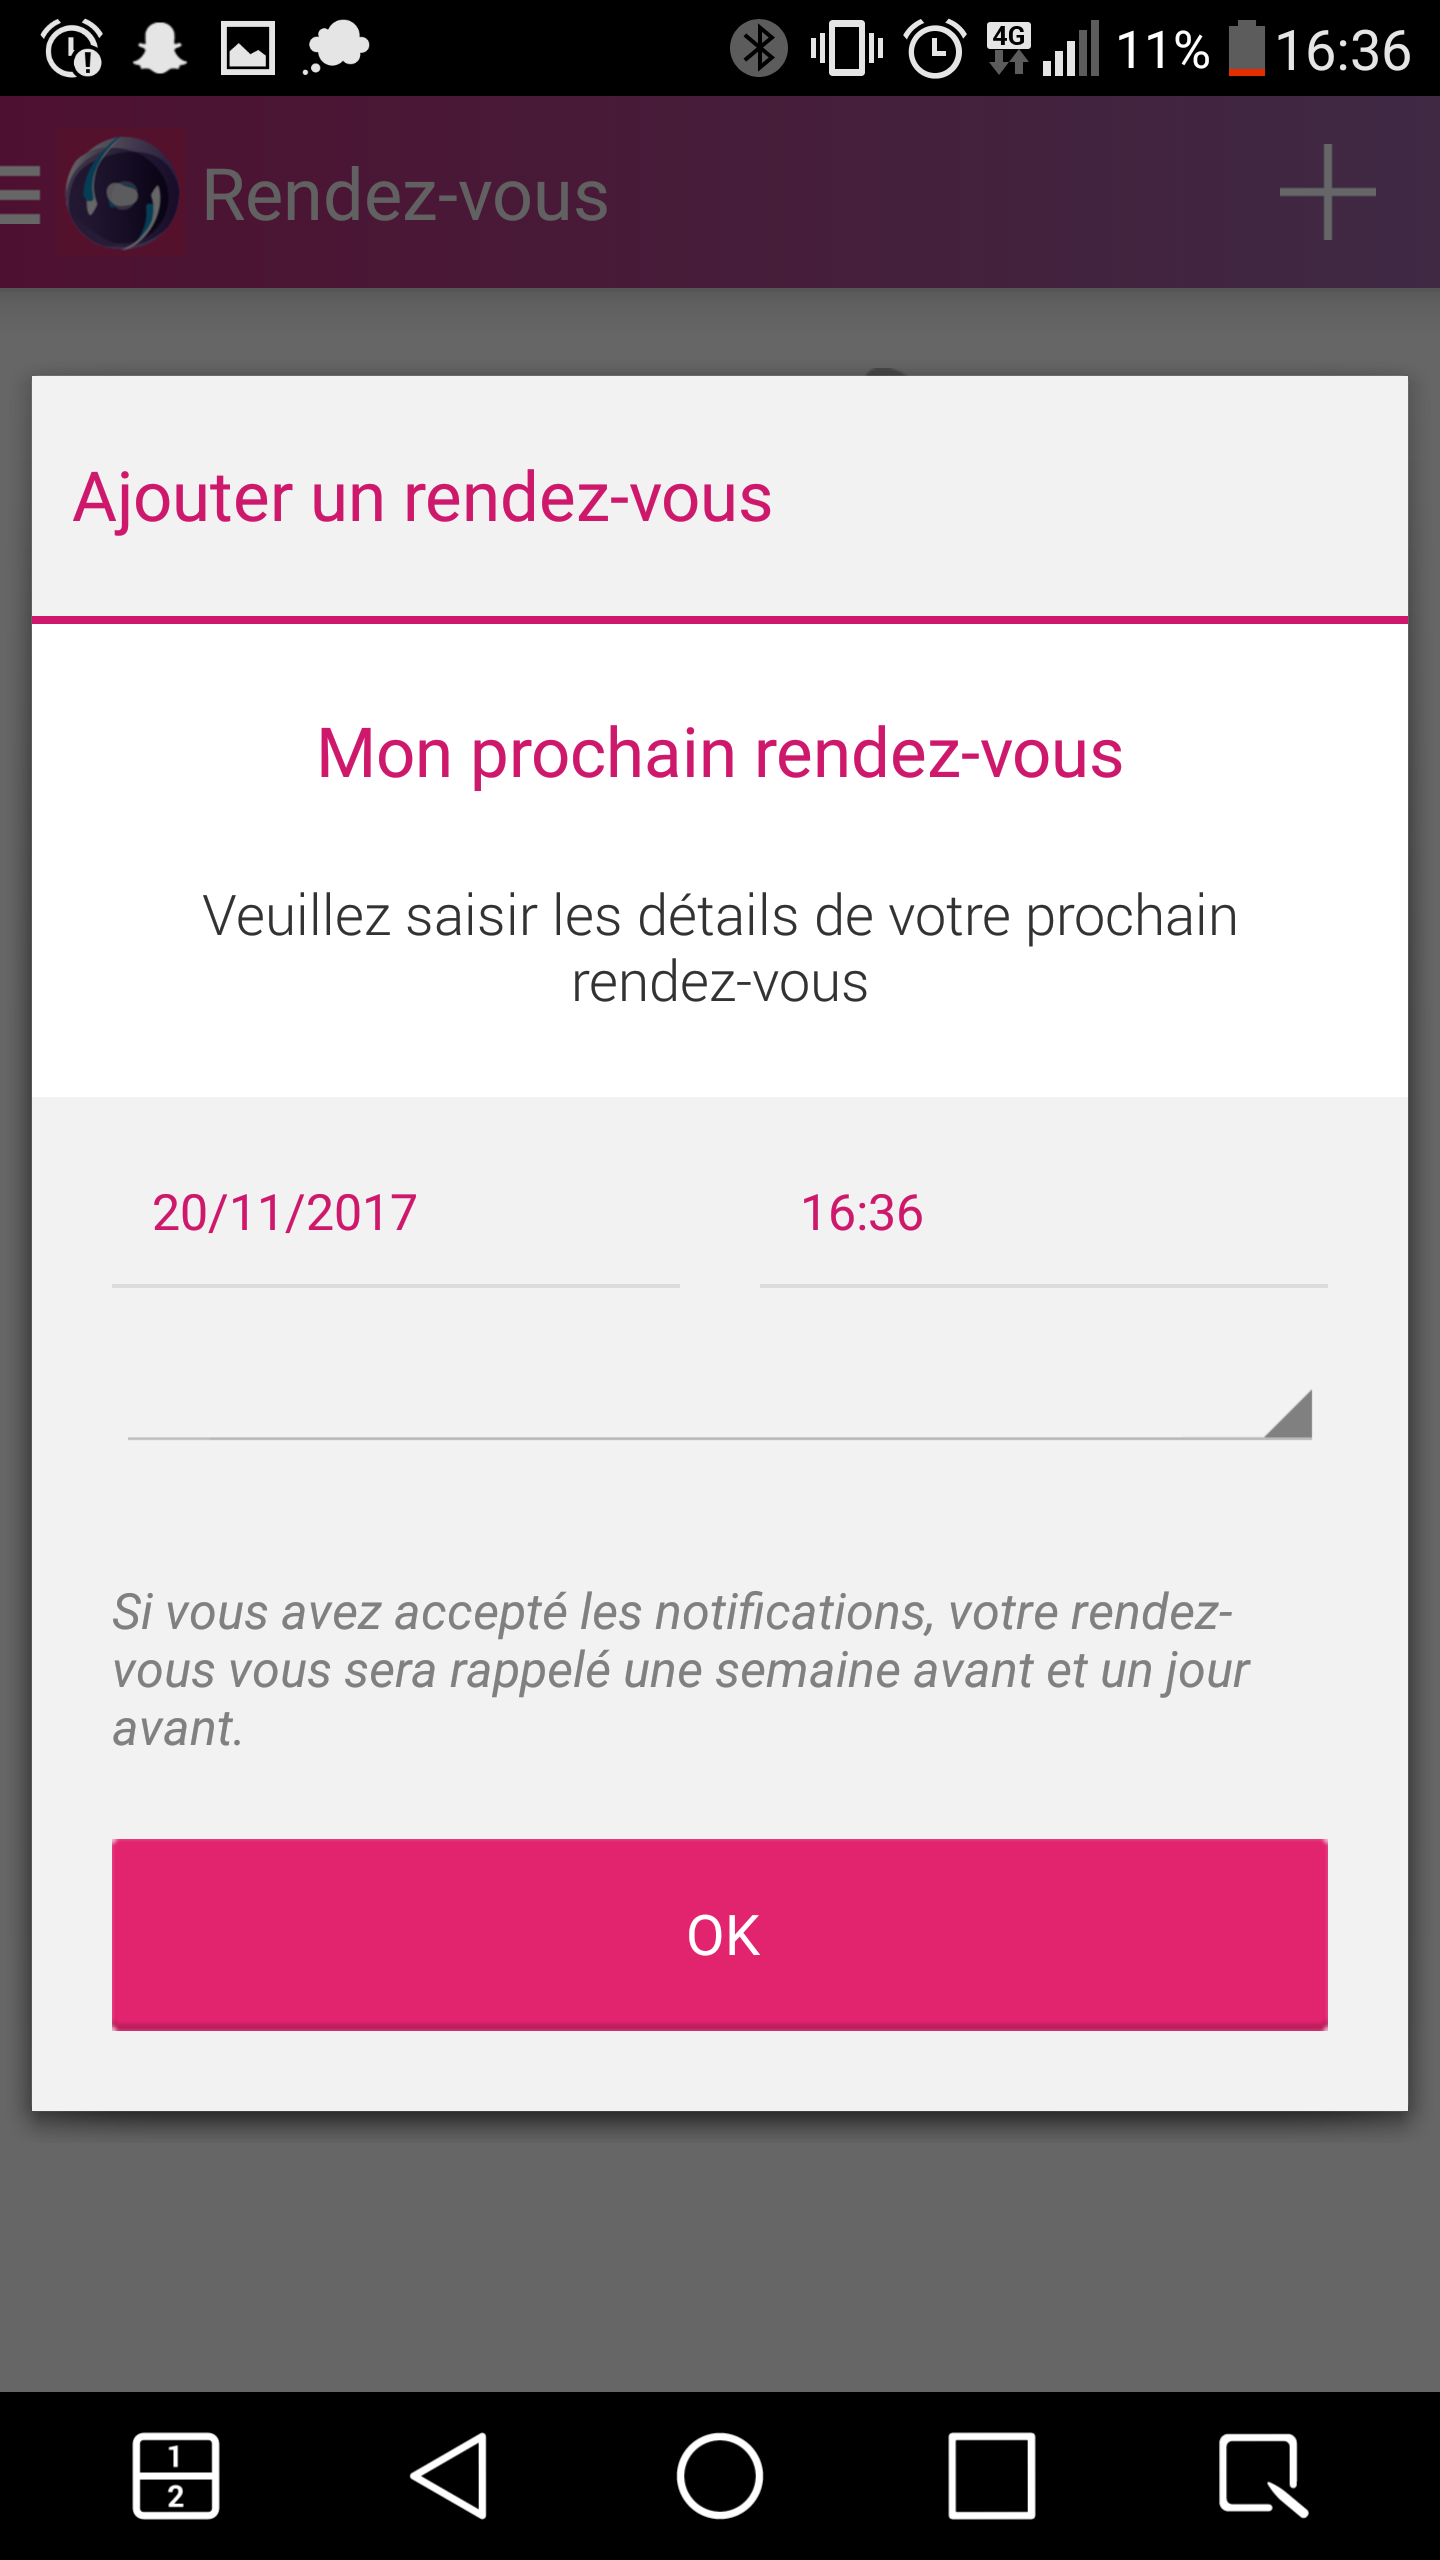 4G 11% 16:36
Rendez-vous
Ajouter un rendez-vous
Mon prochain rendez-vous
Veuillez saisir les détails de votre prochain
rendez-vous
20/11/2017 16:36
Si vous avez accepté les notifications, votre rendez-
vous vous sera rappelé une semaine avant et un jour
avant.
OK
1
2